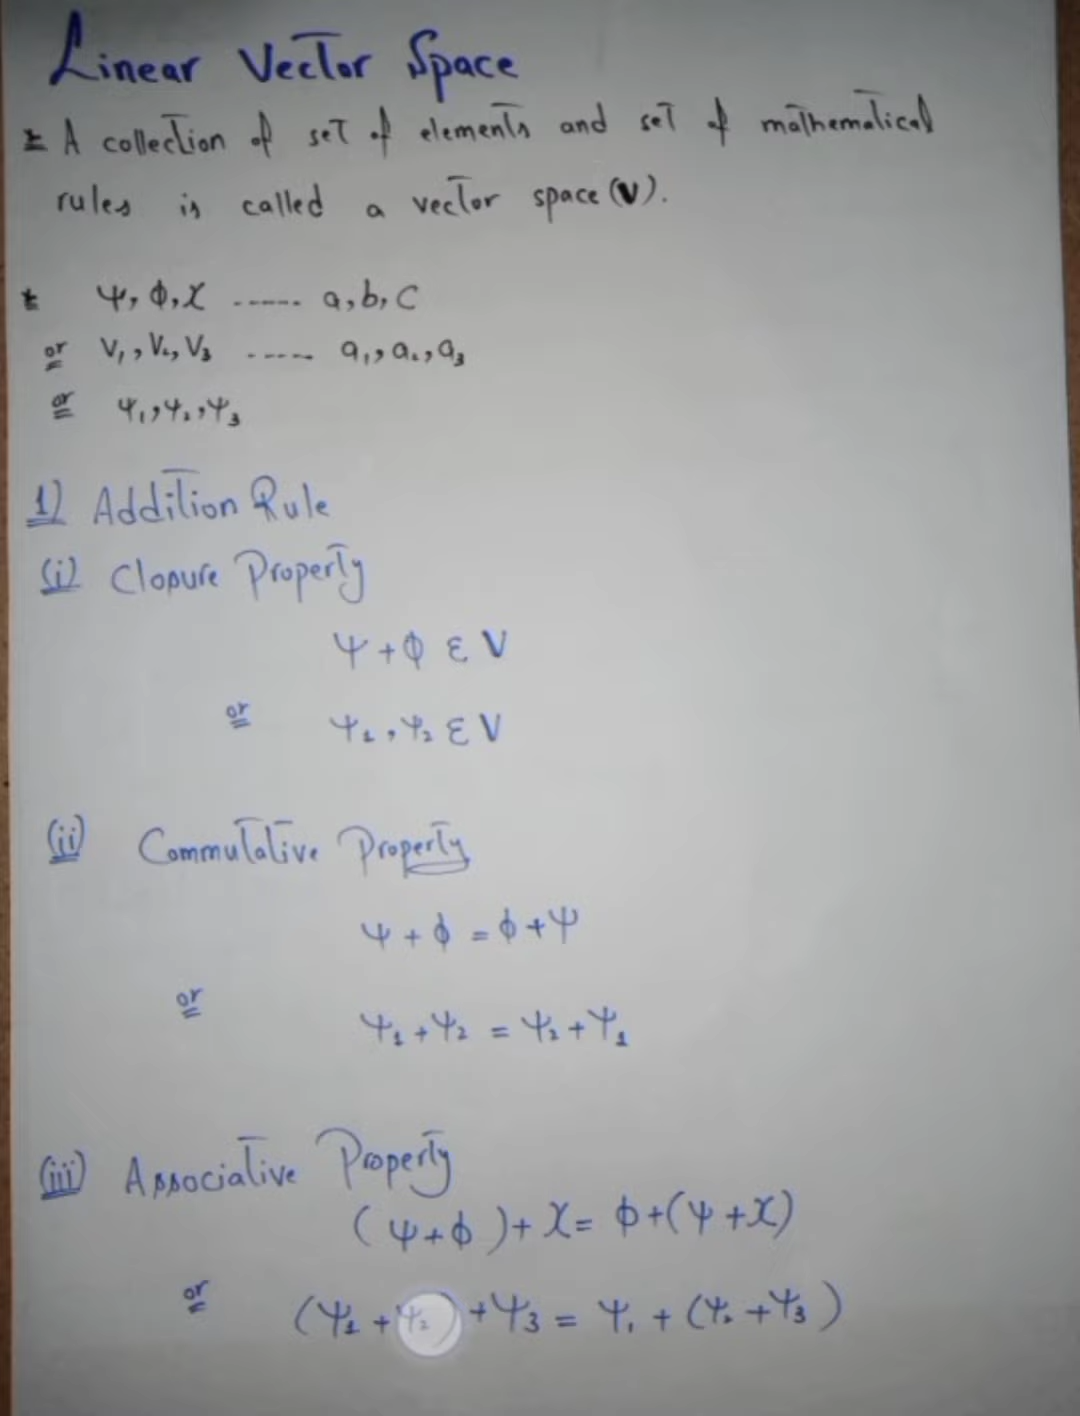 Linear Vector Space
* A collection of set of elements and set of mathematical
rules is called a vector space (V).
* Ψ, ϕ, χ ------ a, b, c
or V₁, V₂, V₃ ----- a₁, a₂, a₃
or Ψ₁, Ψ₂, Ψ₃
1) Addition Rule
(i) Closure Property
Ψ + ϕ ε V
or Ψ₁, Ψ₂ ε V
(ii) Commutative Property
Ψ + ϕ = ϕ + Ψ
or Ψ₁ + Ψ₂ = Ψ₂ + Ψ₁
(iii) Associative Property
(Ψ + ϕ) + χ = ϕ + (Ψ + χ)
or (Ψ₁ + Ψ₂) + Ψ₃ = Ψ₁ + (Ψ₂ + Ψ₃)